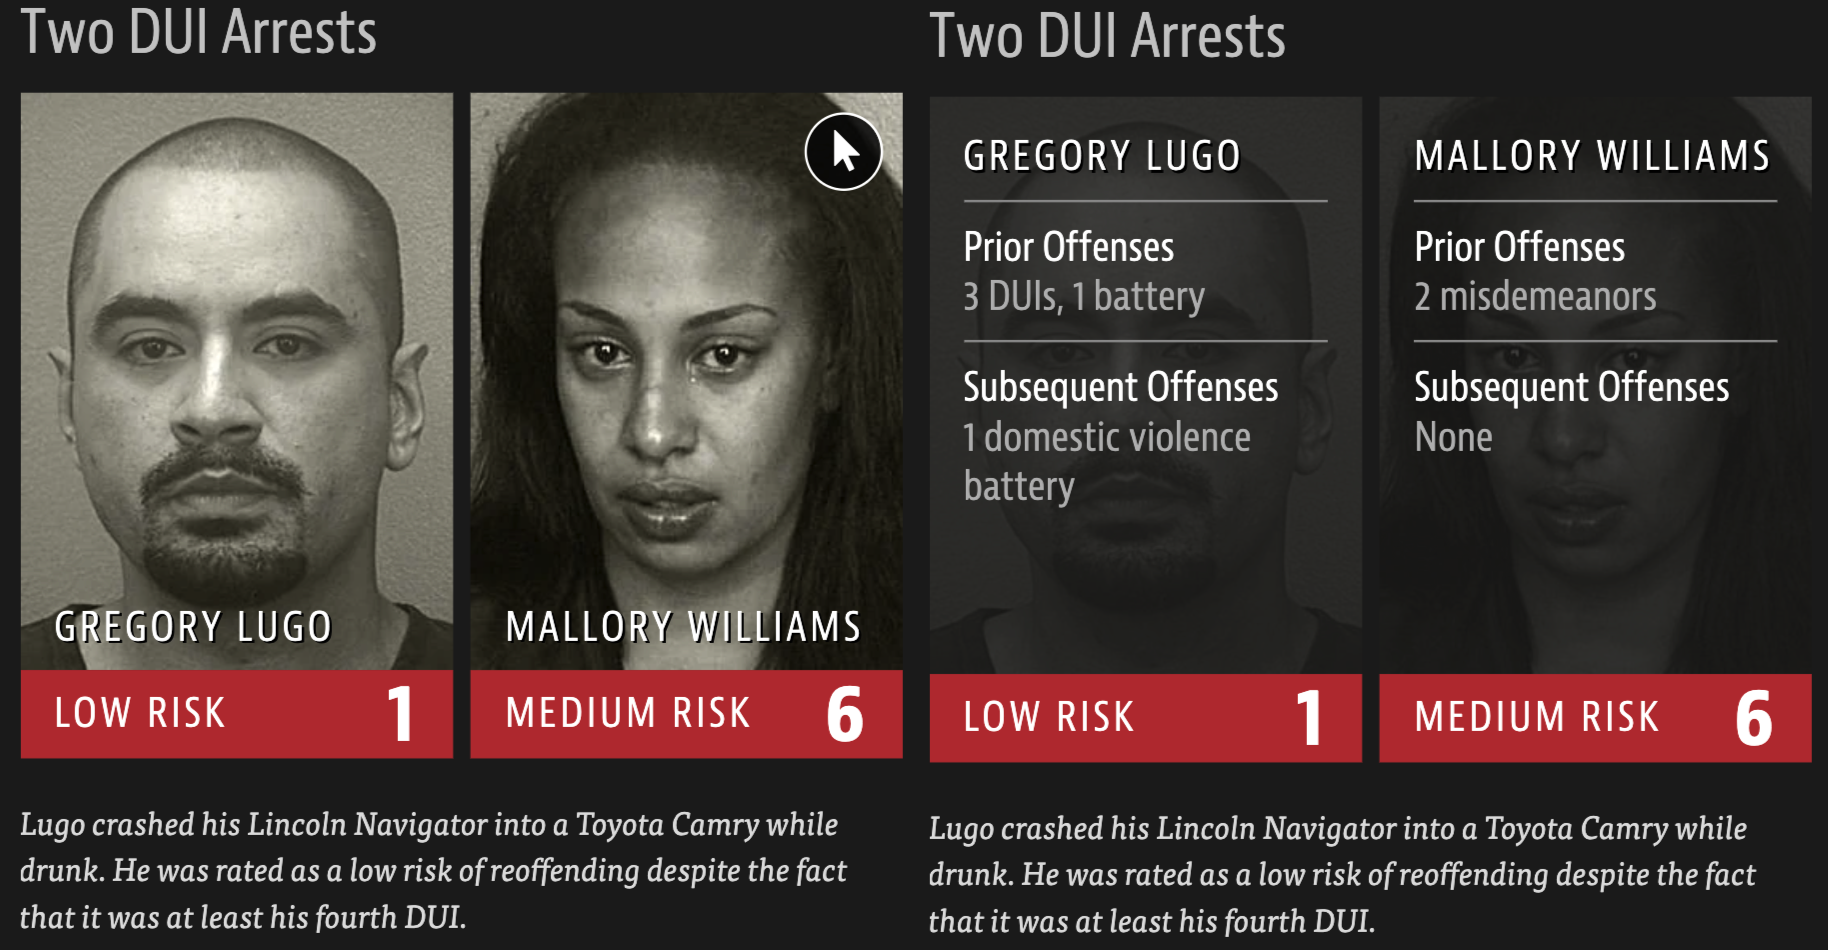 Two DUI Arrests
GREGORY LUGO
LOW RISK 1
MALLORY WILLIAMS
MEDIUM RISK 6
Lugo crashed his Lincoln Navigator into a Toyota Camry while
drunk. He was rated as a low risk of reoffending despite the fact
that it was at least his fourth DUI.
Two DUI Arrests
GREGORY LUGO
Prior Offenses
3 DUIs, 1 battery
Subsequent Offenses
1 domestic violence
battery
LOW RISK 1
MALLORY WILLIAMS
Prior Offenses
2 misdemeanors
Subsequent Offenses
None
MEDIUM RISK 6
Lugo crashed his Lincoln Navigator into a Toyota Camry while
drunk. He was rated as a low risk of reoffending despite the fact
that it was at least his fourth DUI.